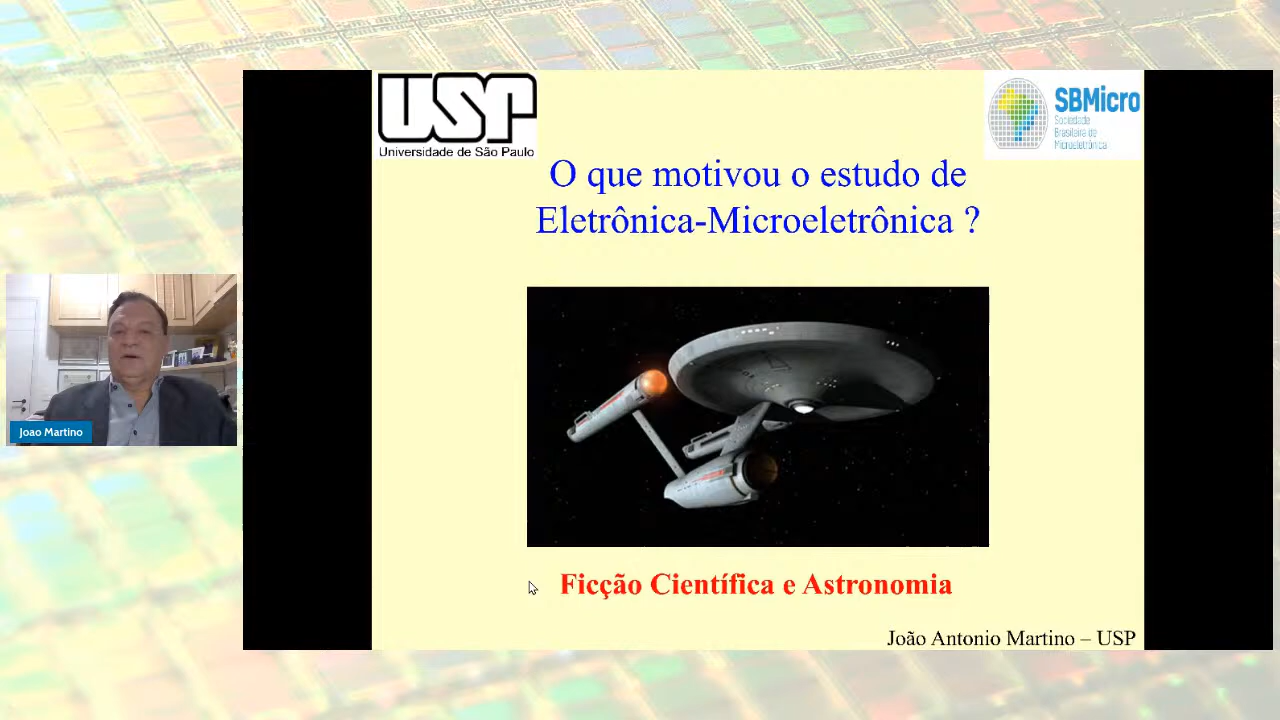 USP
Universidade de São Paulo
SBMicro
Sociedade
Brasileira de
Microeletrônica
O que motivou o estudo de
Eletrônica-Microeletrônica ?
Joao Martino
Ficção Científica e Astronomia
João Antonio Martino – USP